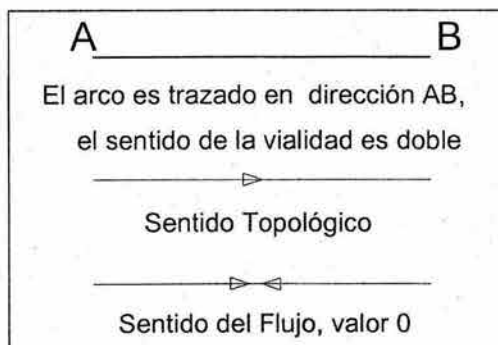 A B
El arco es trazado en dirección AB,
el sentido de la vialidad es doble
Sentido Topológico
Sentido del Flujo, valor 0